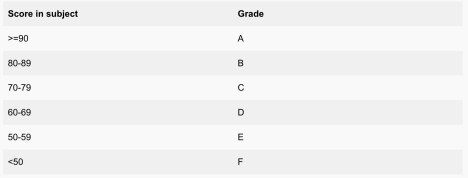 Score in subject Grade
>=90 A
80-89 B
70-79 C
60-69 D
50-59 E
<50 F